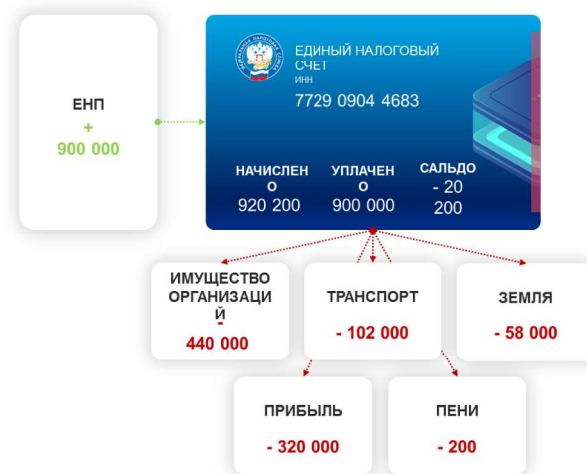 ЕНП
+
900 000
ЕДИНЫЙ НАЛОГОВЫЙ
СЧЕТ
ИНН
7729 0904 4683
НАЧИСЛЕН
О
920 200
УПЛАЧЕН
О
900 000
САЛЬДО
- 20
200
ИМУЩЕСТВО
ОРГАНИЗАЦИ
Й
-
440 000
ТРАНСПОРТ
- 102 000
ЗЕМЛЯ
- 58 000
ПРИБЫЛЬ
- 320 000
ПЕНИ
- 200